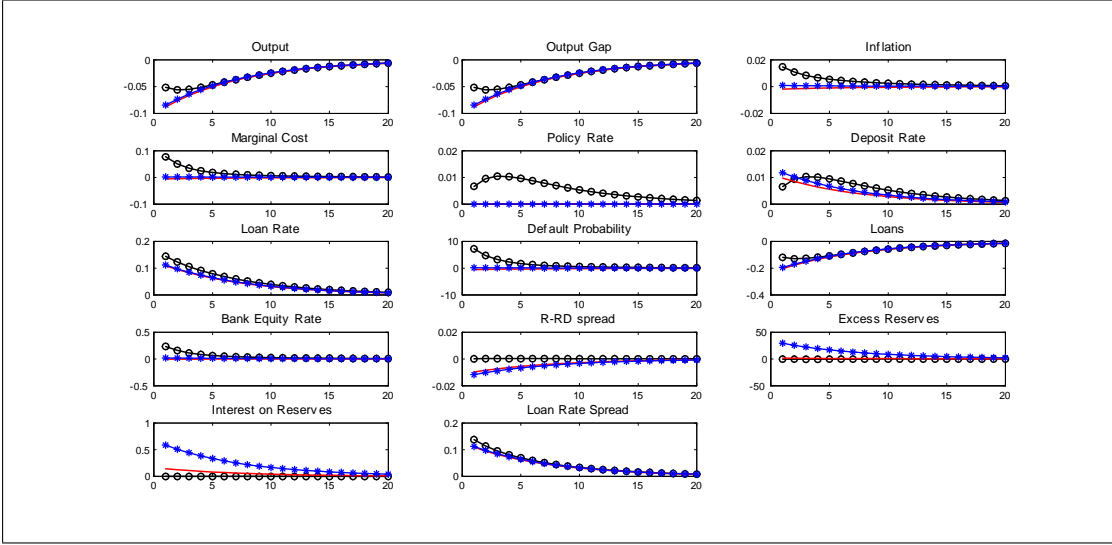 Output
Output Gap
Inflation
0
-0.05
-0.1
0 5 10 15 20
0
-0.05
-0.1
0 5 10 15 20
0.02
0
-0.02
0 5 10 15 20
Marginal Cost
Policy Rate
Deposit Rate
0.1
0
-0.1
0 5 10 15 20
0.02
0.01
0
0 5 10 15 20
0.02
0.01
0
0 5 10 15 20
Loan Rate
Default Probability
Loans
0.2
0.1
0
0 5 10 15 20
10
0
-10
0 5 10 15 20
0
-0.2
-0.4
0 5 10 15 20
Bank Equity Rate
R-RD spread
Excess Reserves
0.5
0
-0.5
0 5 10 15 20
0.02
0
-0.02
0 5 10 15 20
50
0
-50
0 5 10 15 20
Interest on Reserves
Loan Rate Spread
1
0.5
0
0 5 10 15 20
0.2
0.1
0
0 5 10 15 20